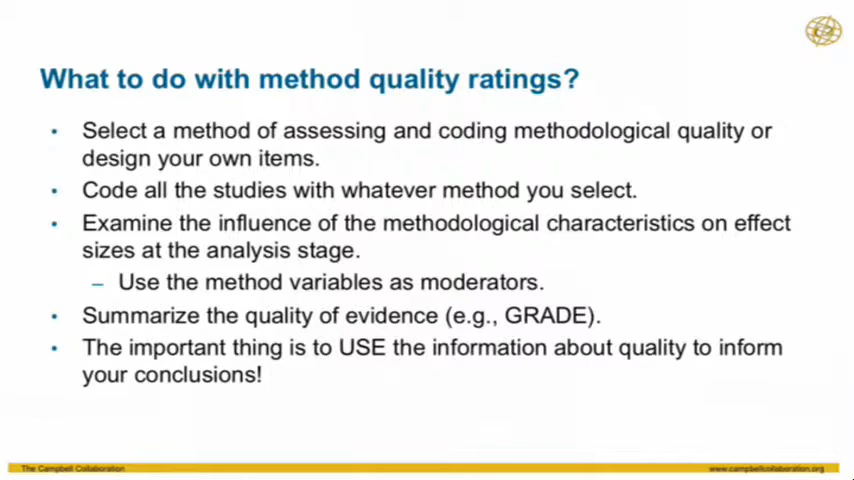 What to do with method quality ratings?
• Select a method of assessing and coding methodological quality or
design your own items.
• Code all the studies with whatever method you select.
• Examine the influence of the methodological characteristics on effect
sizes at the analysis stage.
– Use the method variables as moderators.
• Summarize the quality of evidence (e.g., GRADE).
• The important thing is to USE the information about quality to inform
your conclusions!
The Campbell Collaboration
www.campbellcollaboration.org